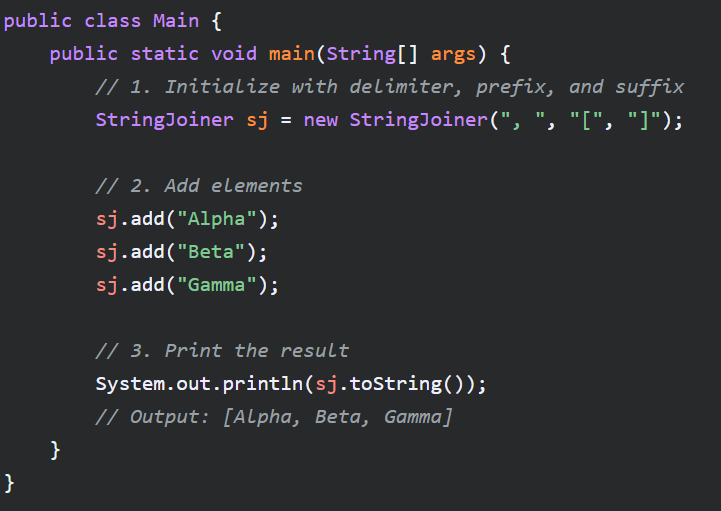 public class Main {
    public static void main(String[] args) {
        // 1. Initialize with delimiter, prefix, and suffix
        StringJoiner sj = new StringJoiner(", ", "[", "]");
        // 2. Add elements
        sj.add("Alpha");
        sj.add("Beta");
        sj.add("Gamma");
        // 3. Print the result
        System.out.println(sj.toString());
        // Output: [Alpha, Beta, Gamma]
    }
}